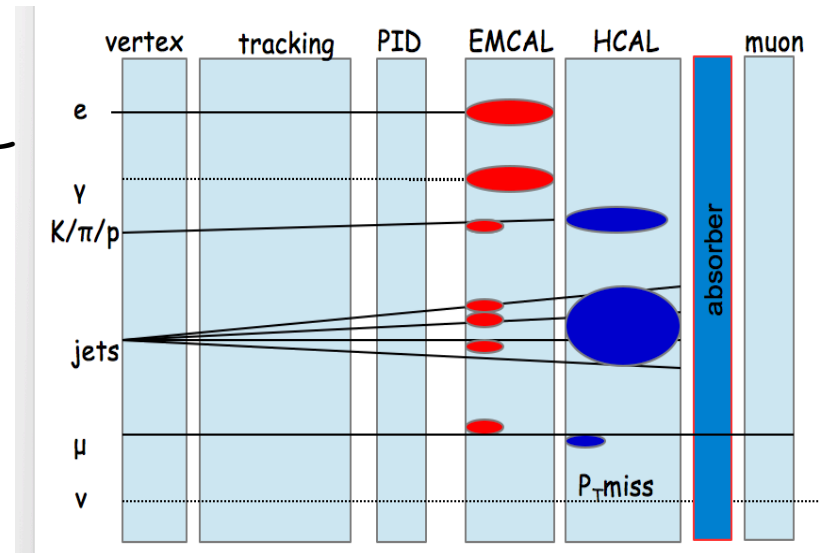 vertex tracking PID EMCAL HCAL muon
e
γ
K/π/p
absorber
jets
μ
PTmiss
ν